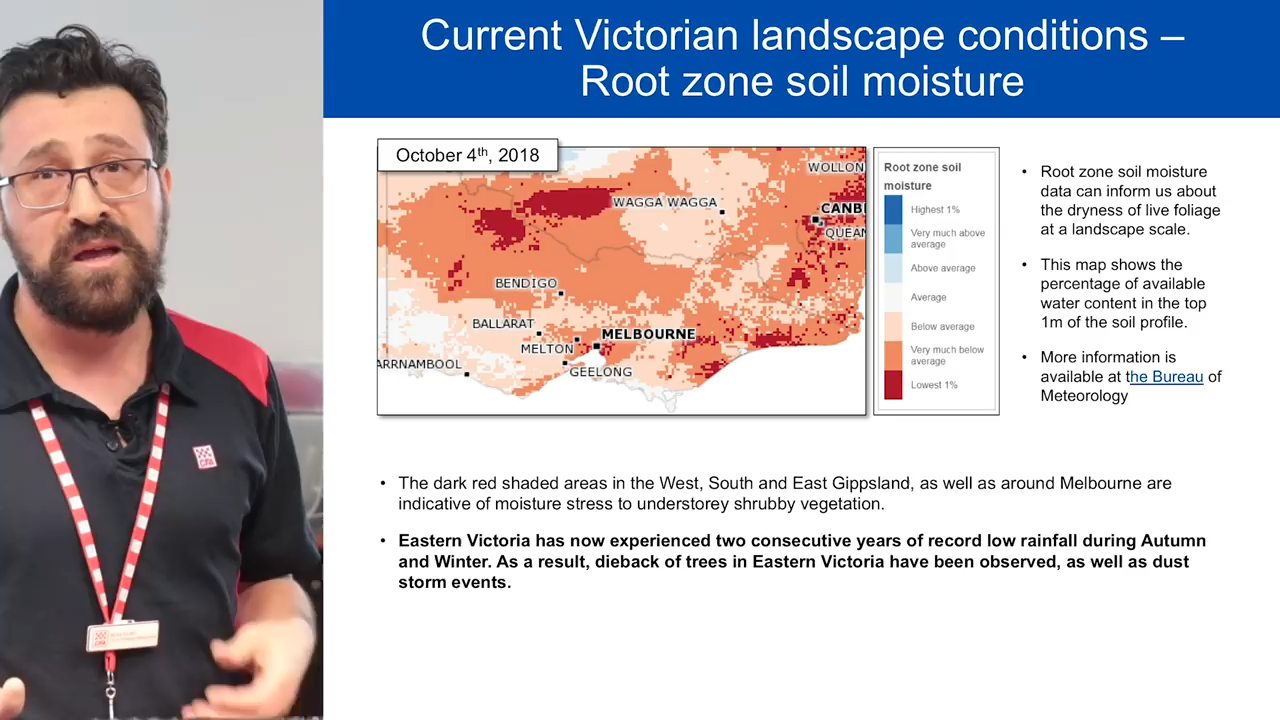 Current Victorian landscape conditions –
Root zone soil moisture
October 4th, 2018
WOLLON
WAGGA WAGGA
CANBI
QUEAN
BENDIGO
BALLARAT
MELBOURNE
MELTON
ARRNAMBOOL
GEELONG
Root zone soil
moisture
Highest 1%
Very much above
average
Above average
Average
Below average
Very much below
average
Lowest 1%
• Root zone soil moisture
data can inform us about
the dryness of live foliage
at a landscape scale.
• This map shows the
percentage of available
water content in the top
1m of the soil profile.
• More information is
available at the Bureau of
Meteorology
• The dark red shaded areas in the West, South and East Gippsland, as well as around Melbourne are
indicative of moisture stress to understorey shrubby vegetation.
• Eastern Victoria has now experienced two consecutive years of record low rainfall during Autumn
and Winter. As a result, dieback of trees in Eastern Victoria have been observed, as well as dust
storm events.
CFA
CFA